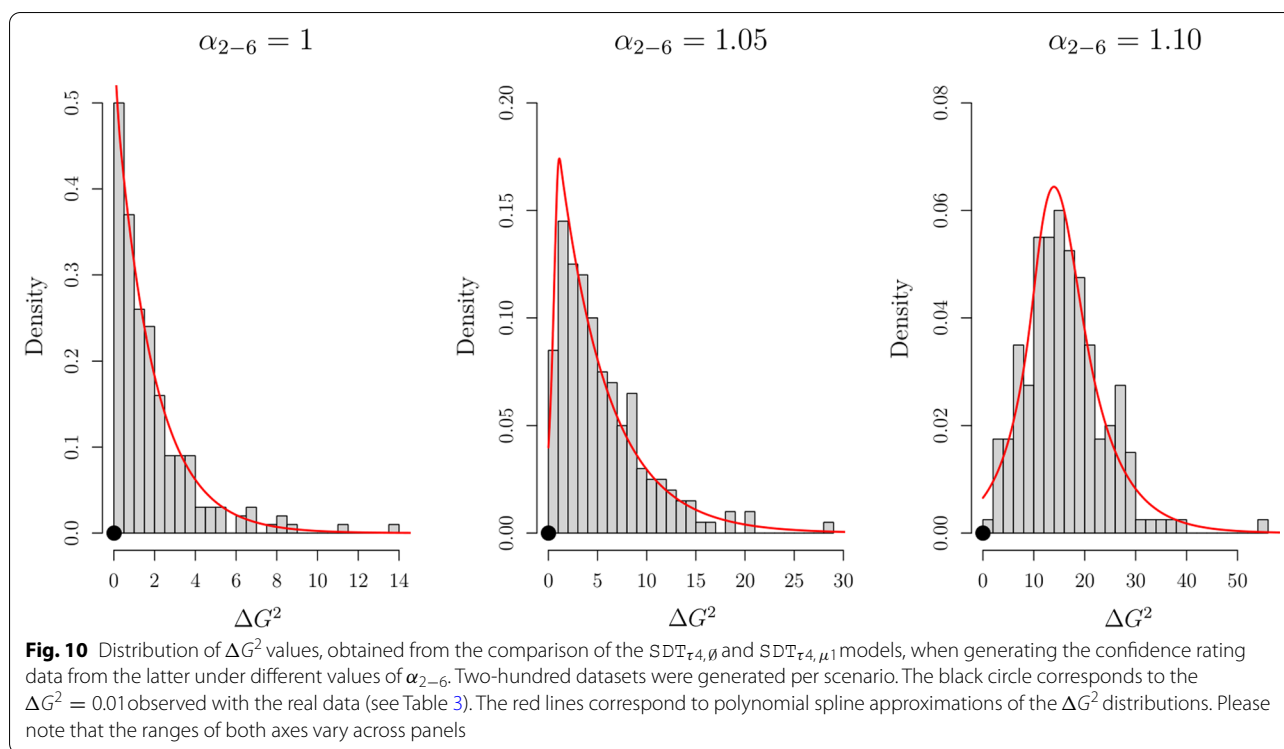 α₂₋₆ = 1
α₂₋₆ = 1.05
α₂₋₆ = 1.10
Density
0.0 0.1 0.2 0.3 0.4 0.5
0 2 4 6 8 10 12 14
ΔG²
Density
0.00 0.05 0.10 0.15 0.20
0 5 10 15 20 25 30
ΔG²
Density
0.00 0.02 0.04 0.06 0.08
0 10 20 30 40 50
ΔG²
Fig. 10 Distribution of ΔG² values, obtained from the comparison of the SDTτ4,∅ and SDTτ4,μ1 models, when generating the confidence rating
data from the latter under different values of α₂₋₆. Two-hundred datasets were generated per scenario. The black circle corresponds to the
ΔG² = 0.01 observed with the real data (see Table 3). The red lines correspond to polynomial spline approximations of the ΔG² distributions. Please
note that the ranges of both axes vary across panels